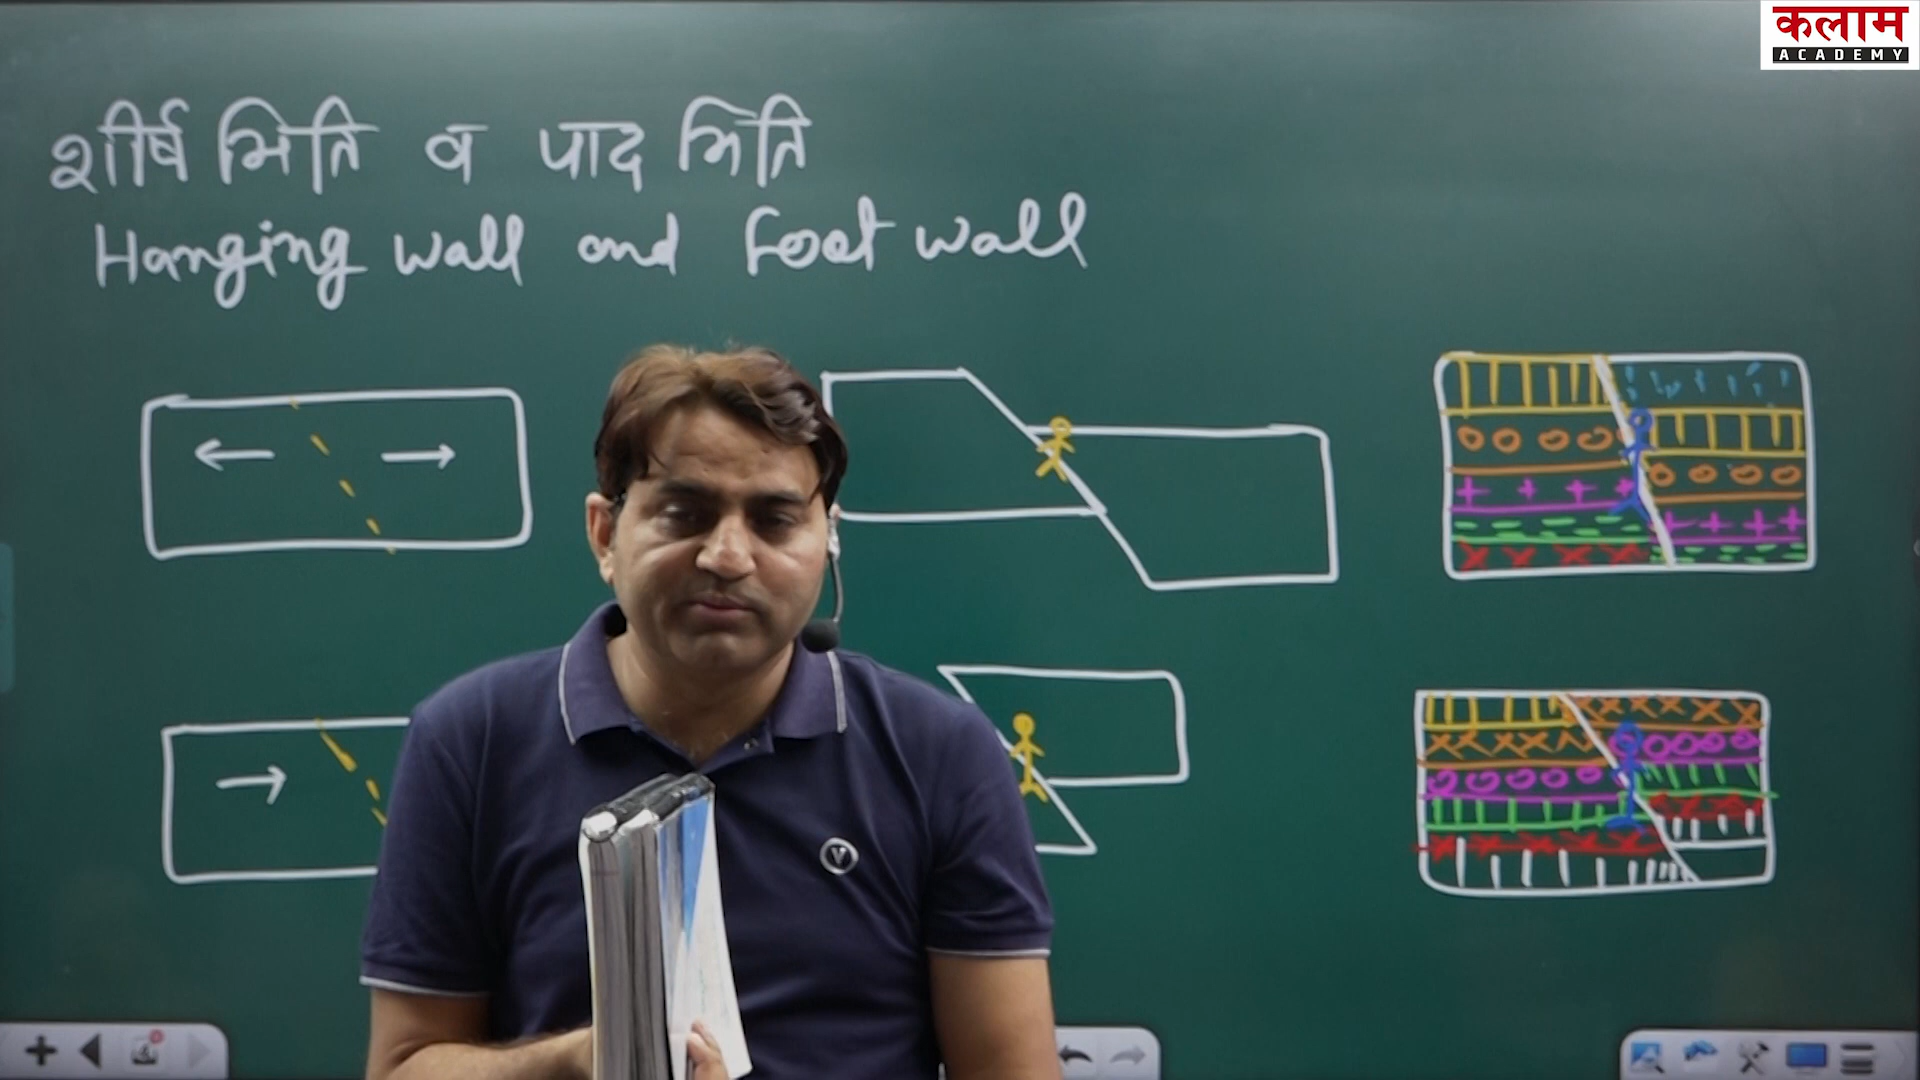 कलाम
ACADEMY
शीर्ष भिति व पाद भिति
Hanging wall and Foot wall
V